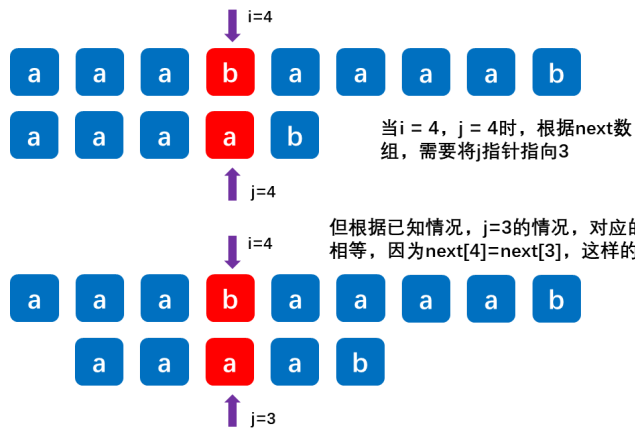 i=4
a a a b a a a a b
a a a a b
当i = 4，j = 4时，根据next数
组，需要将j指针指向3
j=4
但根据已知情况，j=3的情况，对应的
相等，因为next[4]=next[3]，这样的
i=4
a a a b a a a a b
a a a a b
j=3